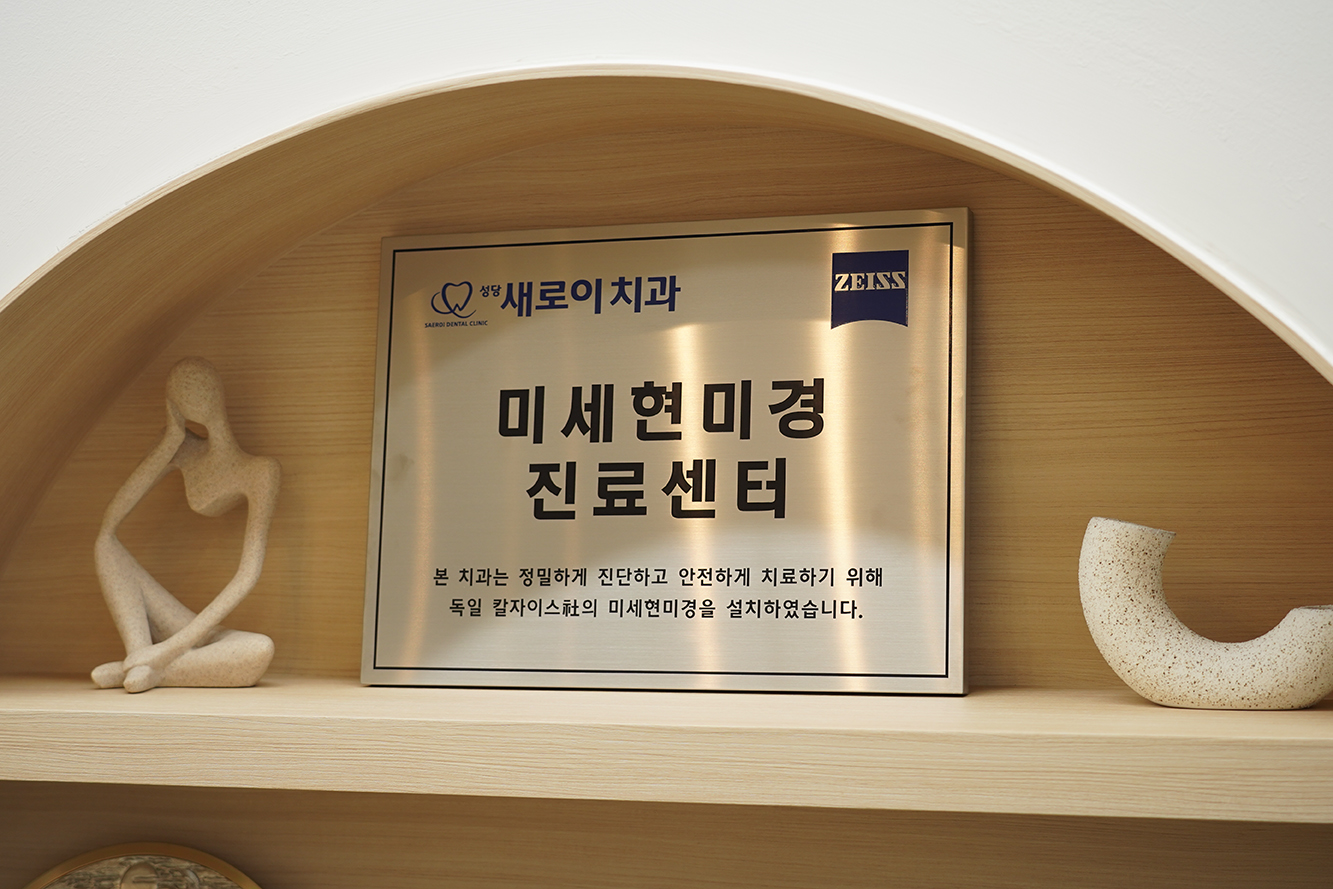 성당 새로이치과
SAEROI DENTAL CLINIC
ZEISS
미세현미경
진료센터
본 치과는 정밀하게 진단하고 안전하게 치료하기 위해
독일 칼자이스社의 미세현미경을 설치하였습니다.